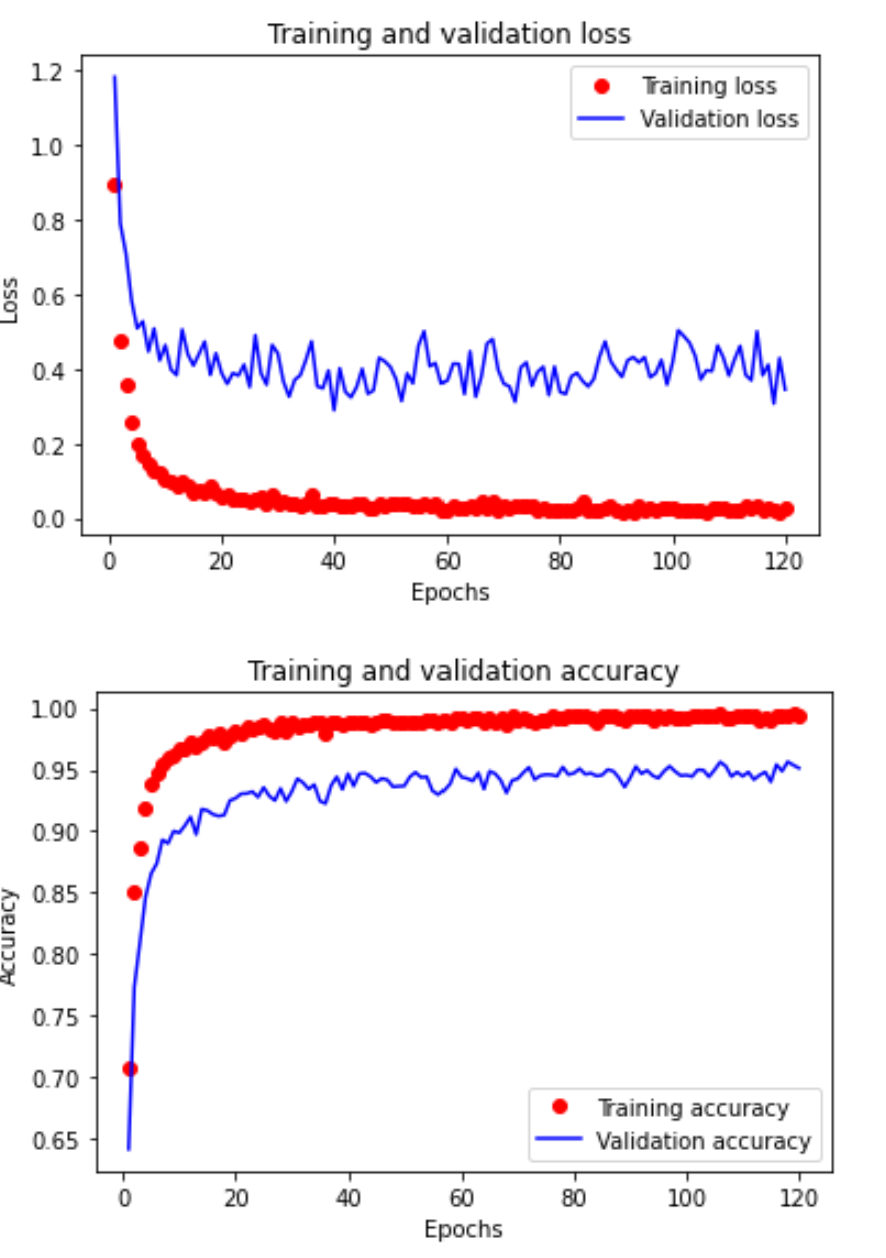 Training and validation loss
1.2
1.0
0.8
0.6
0.4
0.2
0.0
Loss
Training loss
Validation loss
0 20 40 60 80 100 120
Epochs
Training and validation accuracy
1.00
0.95
0.90
0.85
0.80
0.75
0.70
0.65
Accuracy
Training accuracy
Validation accuracy
0 20 40 60 80 100 120
Epochs